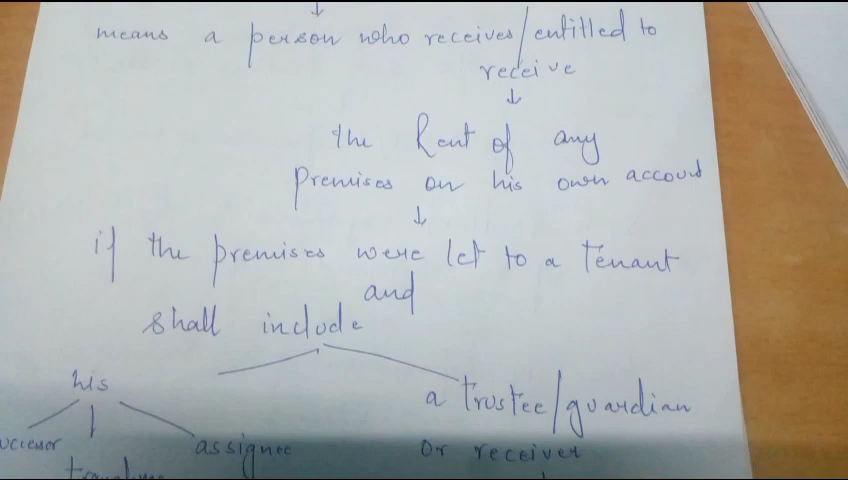 means a person who receives/entitled to
receive
the Rent of any
premises on his own account
if the premises were let to a Tenant
and
shall include
his
a trustee/guardian
assignee
or receiver